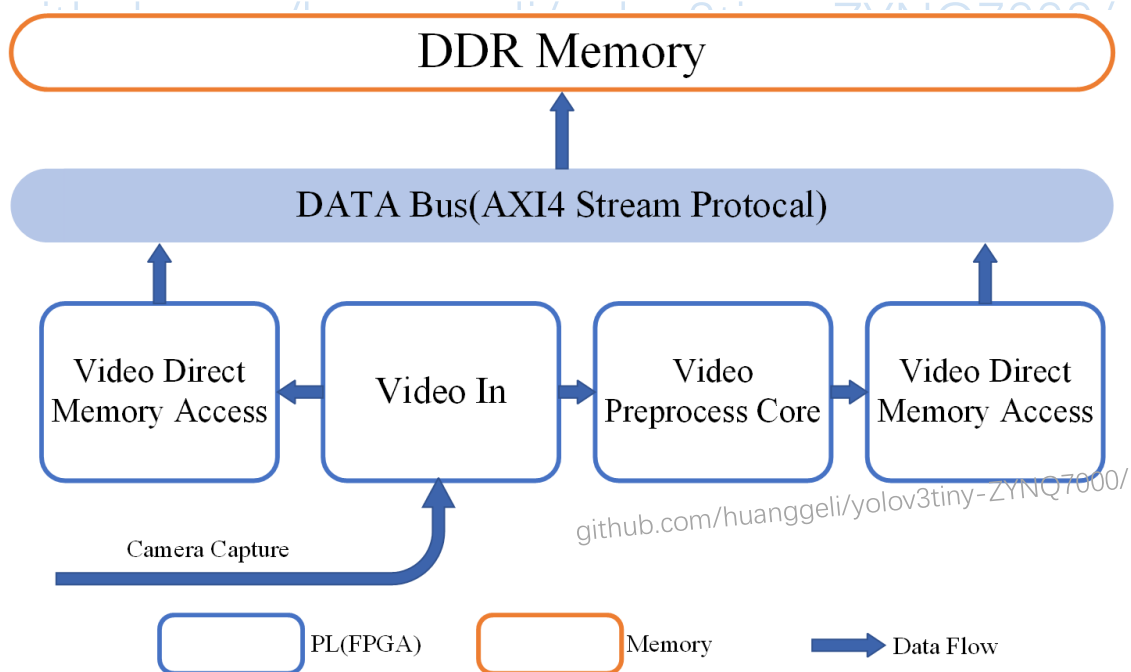 DDR Memory
DATA Bus(AXI4 Stream Protocal)
Video Direct
Memory Access
Video In
Video
Preprocess Core
Video Direct
Memory Access
github.com/huanggeli/yolov3tiny-ZYNQ7000/
Camera Capture
PL(FPGA)
Memory
Data Flow